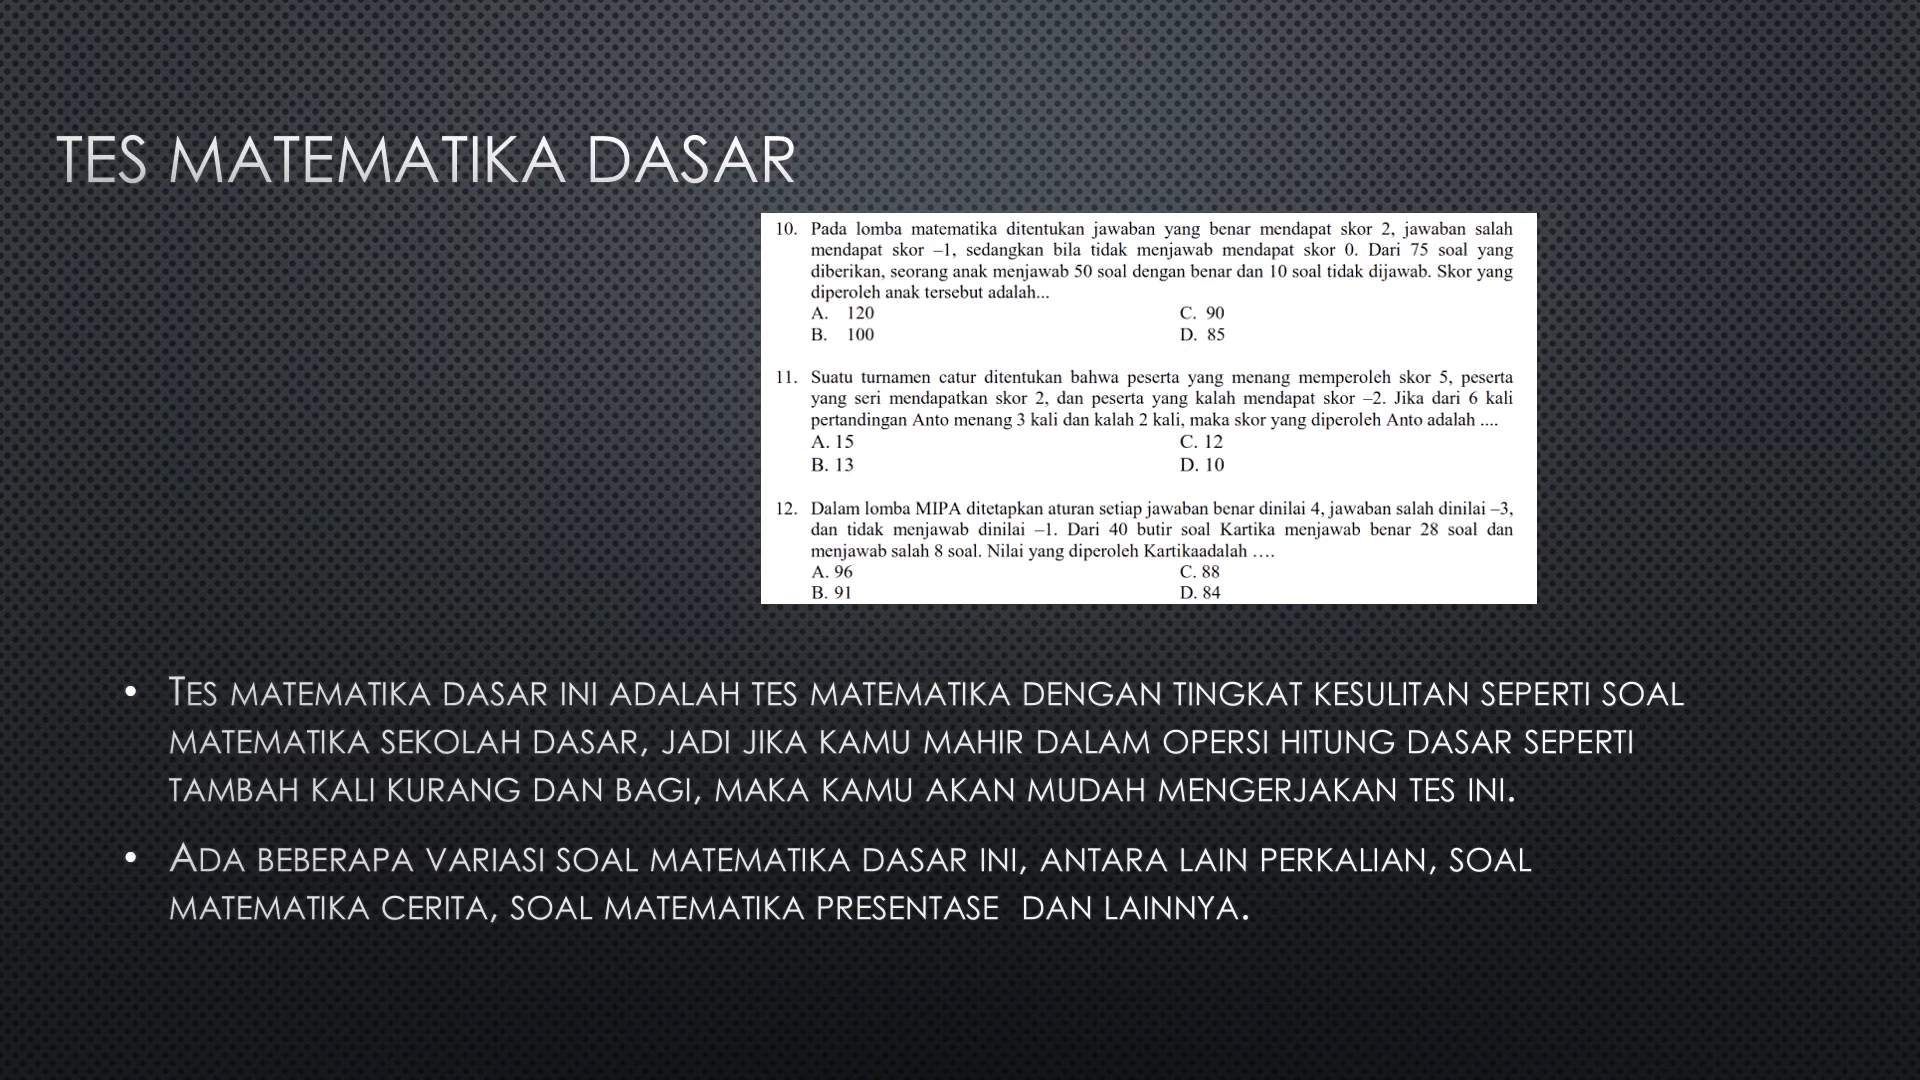 TES MATEMATIKA DASAR
10. Pada lomba matematika ditentukan jawaban yang benar mendapat skor 2, jawaban salah
mendapat skor –1, sedangkan bila tidak menjawab mendapat skor 0. Dari 75 soal yang
diberikan, seorang anak menjawab 50 soal dengan benar dan 10 soal tidak dijawab. Skor yang
diperoleh anak tersebut adalah...
A. 120 C. 90
B. 100 D. 85
11. Suatu turnamen catur ditentukan bahwa peserta yang menang memperoleh skor 5, peserta
yang seri mendapatkan skor 2, dan peserta yang kalah mendapat skor –2. Jika dari 6 kali
pertandingan Anto menang 3 kali dan kalah 2 kali, maka skor yang diperoleh Anto adalah ....
A. 15 C. 12
B. 13 D. 10
12. Dalam lomba MIPA ditetapkan aturan setiap jawaban benar dinilai 4, jawaban salah dinilai –3,
dan tidak menjawab dinilai –1. Dari 40 butir soal Kartika menjawab benar 28 soal dan
menjawab salah 8 soal. Nilai yang diperoleh Kartikaadalah ….
A. 96 C. 88
B. 91 D. 84
• TES MATEMATIKA DASAR INI ADALAH TES MATEMATIKA DENGAN TINGKAT KESULITAN SEPERTI SOAL
MATEMATIKA SEKOLAH DASAR, JADI JIKA KAMU MAHIR DALAM OPERSI HITUNG DASAR SEPERTI
TAMBAH KALI KURANG DAN BAGI, MAKA KAMU AKAN MUDAH MENGERJAKAN TES INI.
• ADA BEBERAPA VARIASI SOAL MATEMATIKA DASAR INI, ANTARA LAIN PERKALIAN, SOAL
MATEMATIKA CERITA, SOAL MATEMATIKA PRESENTASE DAN LAINNYA.